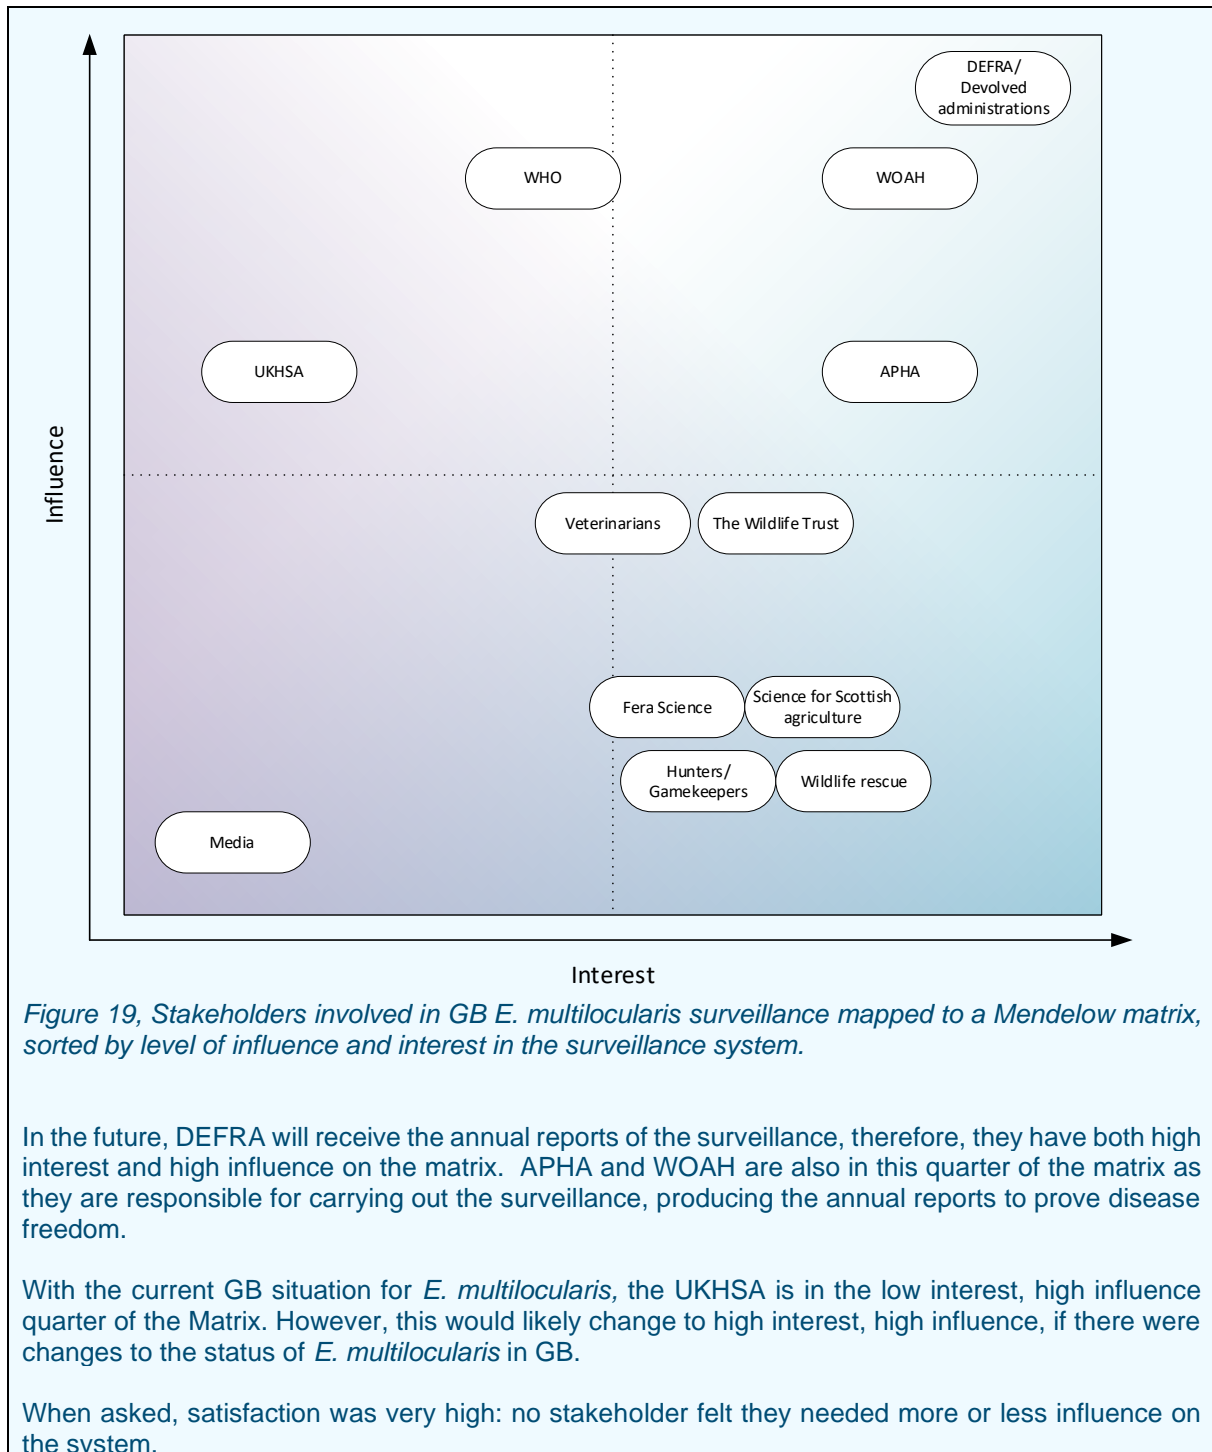 DEFRA/
Devolved
administrations
WHO
WOAH
UKHSA
APHA
Influence
Veterinarians
The Wildlife Trust
Fera Science
Science for Scottish
agriculture
Hunters/
Gamekeepers
Wildlife rescue
Media
Interest
Figure 19, Stakeholders involved in GB E. multilocularis surveillance mapped to a Mendelow matrix,
sorted by level of influence and interest in the surveillance system.
In the future, DEFRA will receive the annual reports of the surveillance, therefore, they have both high
interest and high influence on the matrix. APHA and WOAH are also in this quarter of the matrix as
they are responsible for carrying out the surveillance, producing the annual reports to prove disease
freedom.
With the current GB situation for E. multilocularis, the UKHSA is in the low interest, high influence
quarter of the Matrix. However, this would likely change to high interest, high influence, if there were
changes to the status of E. multilocularis in GB.
When asked, satisfaction was very high: no stakeholder felt they needed more or less influence on
the system.